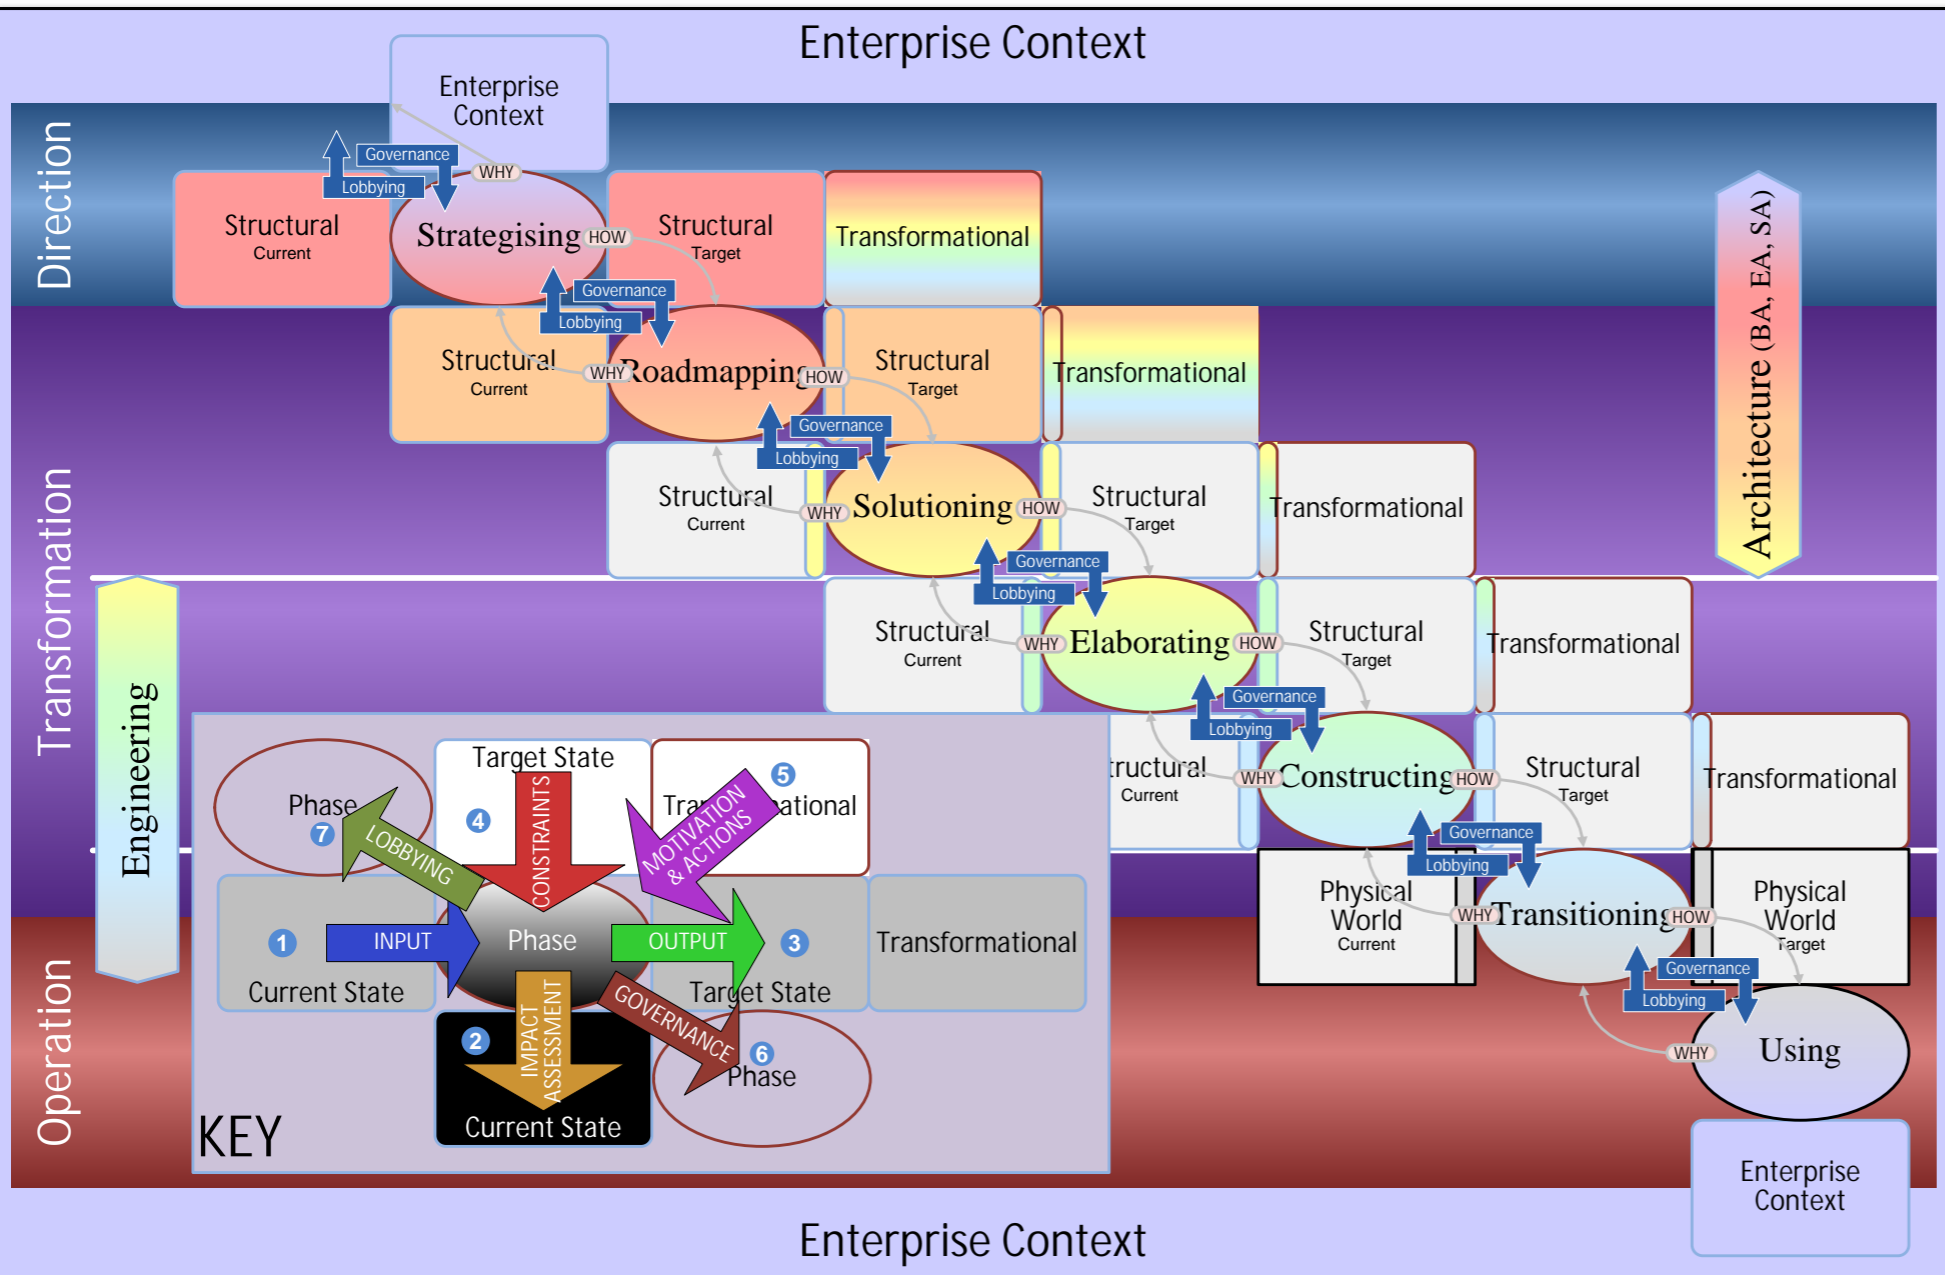 Enterprise Context
Enterprise
Context
Direction
Governance
Lobbying
WHY
Structural
Current
Strategising
HOW
Structural
Target
Transformational
Architecture (BA, EA, SA)
Governance
Lobbying
Transformation
Structural
Current
WHY
Roadmapping
HOW
Structural
Target
Transformational
Governance
Lobbying
Structural
Current
WHY
Solutioning
HOW
Structural
Target
Transformational
Governance
Lobbying
Engineering
Structural
Current
WHY
Elaborating
HOW
Structural
Target
Transformational
Governance
Lobbying
tructural
Current
WHY
Constructing
HOW
Structural
Target
Transformational
Governance
Lobbying
Operation
Physical
World
Current
WHY
Transitioning
HOW
Physical
World
Target
Governance
Lobbying
WHY
Using
Enterprise
Context
Phase
7
LOBBYING
Target State
4
CONSTRAINTS
5
MOTIVATION
& ACTIONS
1
INPUT
Current State
Phase
OUTPUT
3
Target State
Transformational
2
IMPACT
ASSESSMENT
Current State
GOVERNANCE
6
Phase
KEY
Enterprise Context